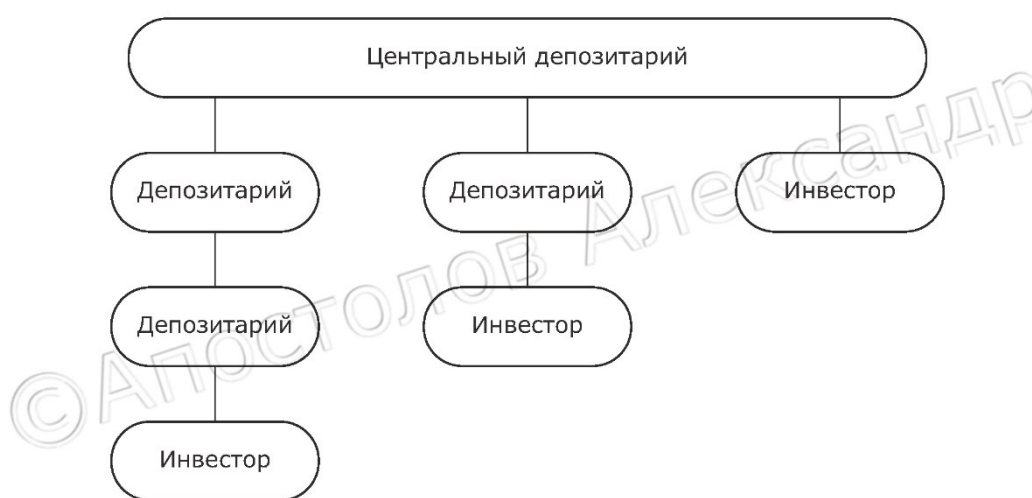 Центральный депозитарий
Депозитарий
Депозитарий
Инвестор
Депозитарий
Инвестор
Инвестор
©Апостолов Александр